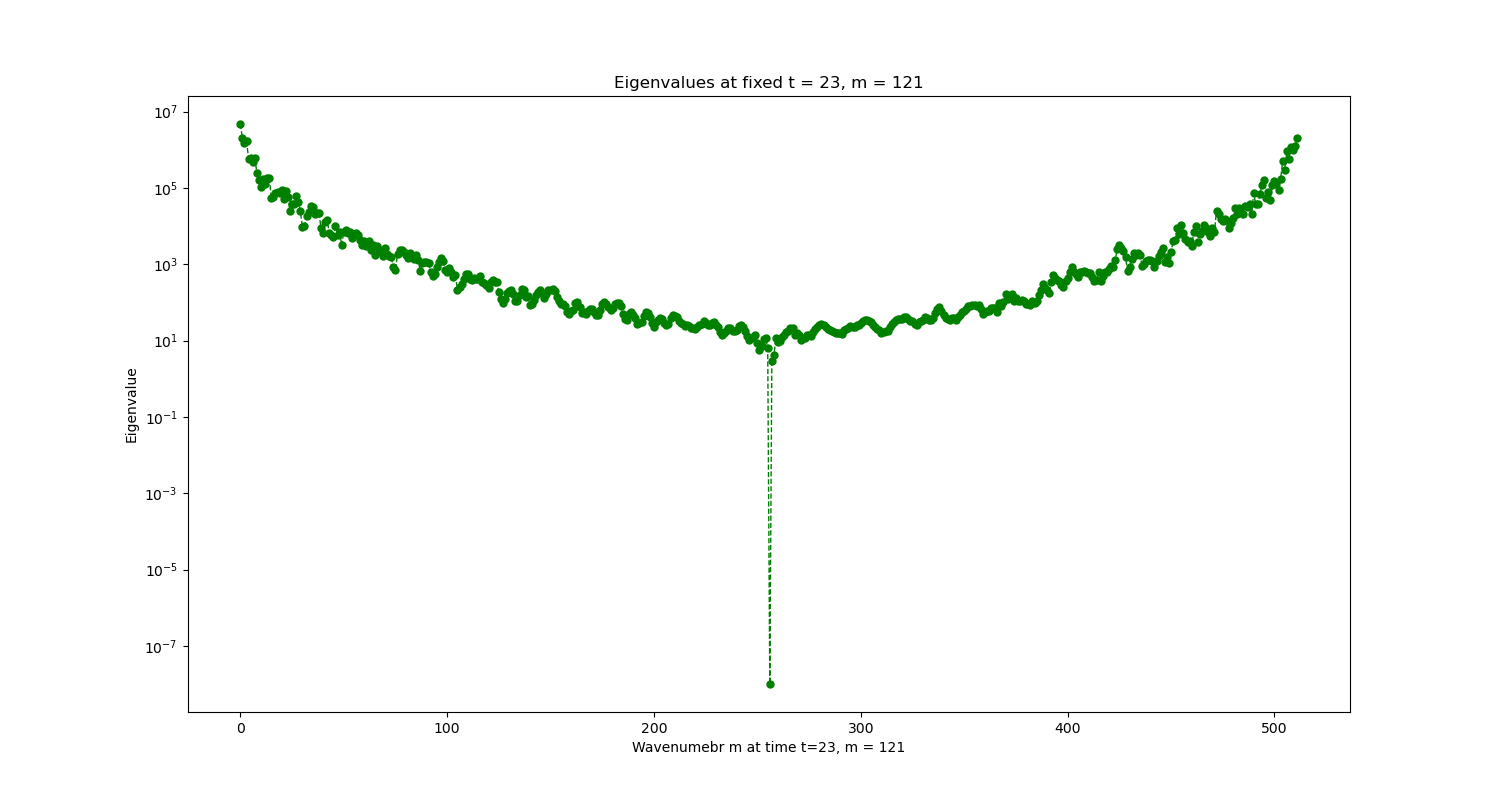 Eigenvalues at fixed t = 23, m = 121
10^7
10^5
10^3
10^1
10^-1
10^-3
10^-5
10^-7
Eigenvalue
0 100 200 300 400 500
Wavenumebr m at time t=23, m = 121